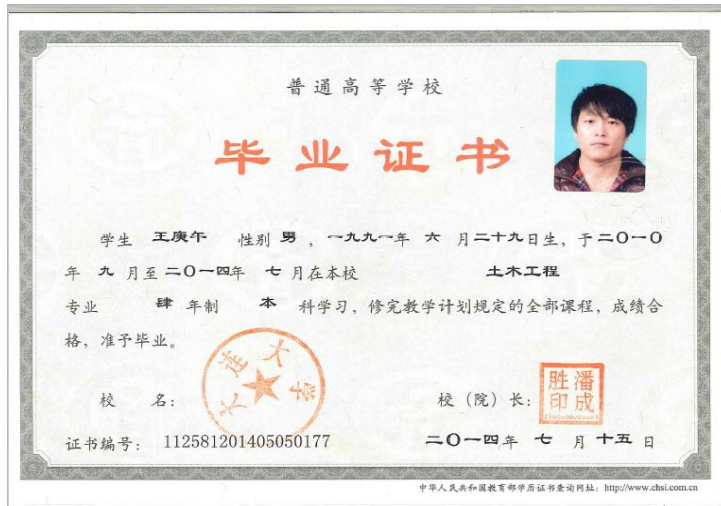 普通高等学校
毕业证书
学生 王庚午 性别 男 ，一九九一年 六 月二十九日生，于二〇一〇
年 九 月至二〇一四年 七 月在本校 土木工程
专业 肆 年制 本 科学习，修完教学计划规定的全部课程，成绩合
格，准予毕业。
大连大学
校 名：
校（院）长：
潘成胜印
证书编号： 112581201405050177
二〇一四年 七 月 十五 日
中华人民共和国教育部学历证书查询网址：http://www.chsi.com.cn